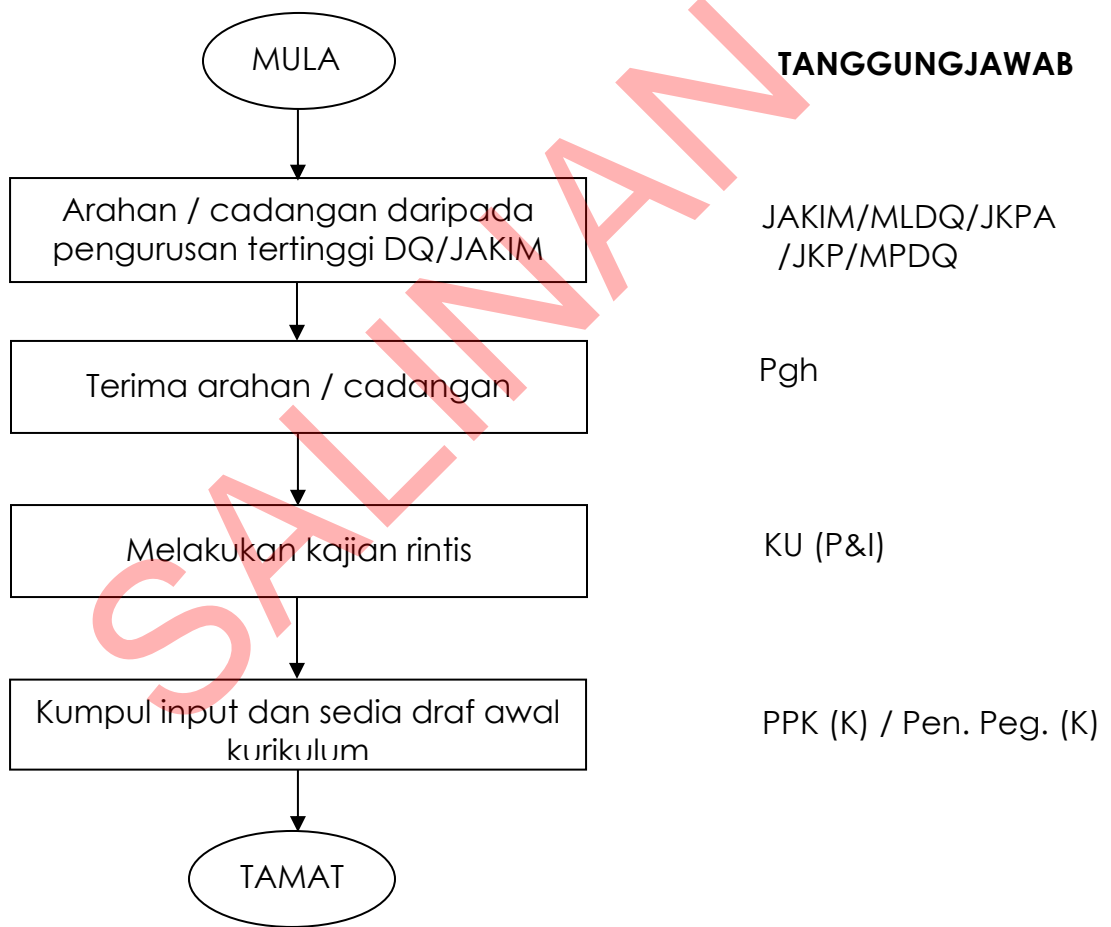 MULA
TANGGUNGJAWAB
Arahan / cadangan daripada
pengurusan tertinggi DQ/JAKIM
JAKIM/MLDQ/JKPA
/JKP/MPDQ
Terima arahan / cadangan
Pgh
Melakukan kajian rintis
KU (P&I)
Kumpul input dan sedia draf awal
kurikulum
PPK (K) / Pen. Peg. (K)
TAMAT
SALINAN